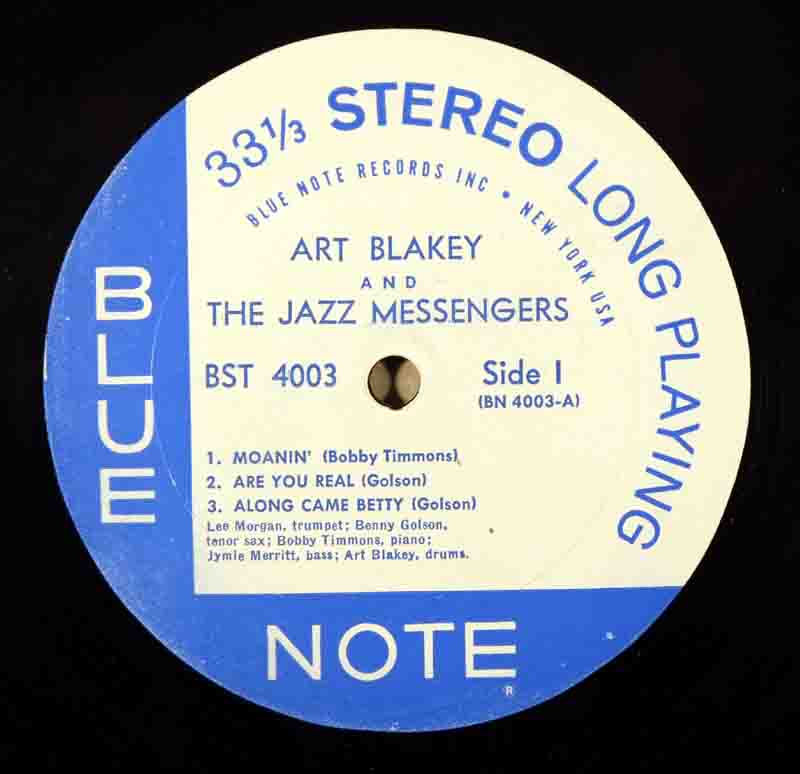 33⅓ STEREO LONG PLAYING
BLUE NOTE RECORDS INC • NEW YORK USA
ART BLAKEY
AND
THE JAZZ MESSENGERS
BST 4003
Side 1
(BN 4003-A)
1. MOANIN' (Bobby Timmons)
2. ARE YOU REAL (Golson)
3. ALONG CAME BETTY (Golson)
Lee Morgan, trumpet; Benny Golson,
tenor sax; Bobby Timmons, piano;
Jymie Merritt, bass; Art Blakey, drums.
BLUE
NOTE
®